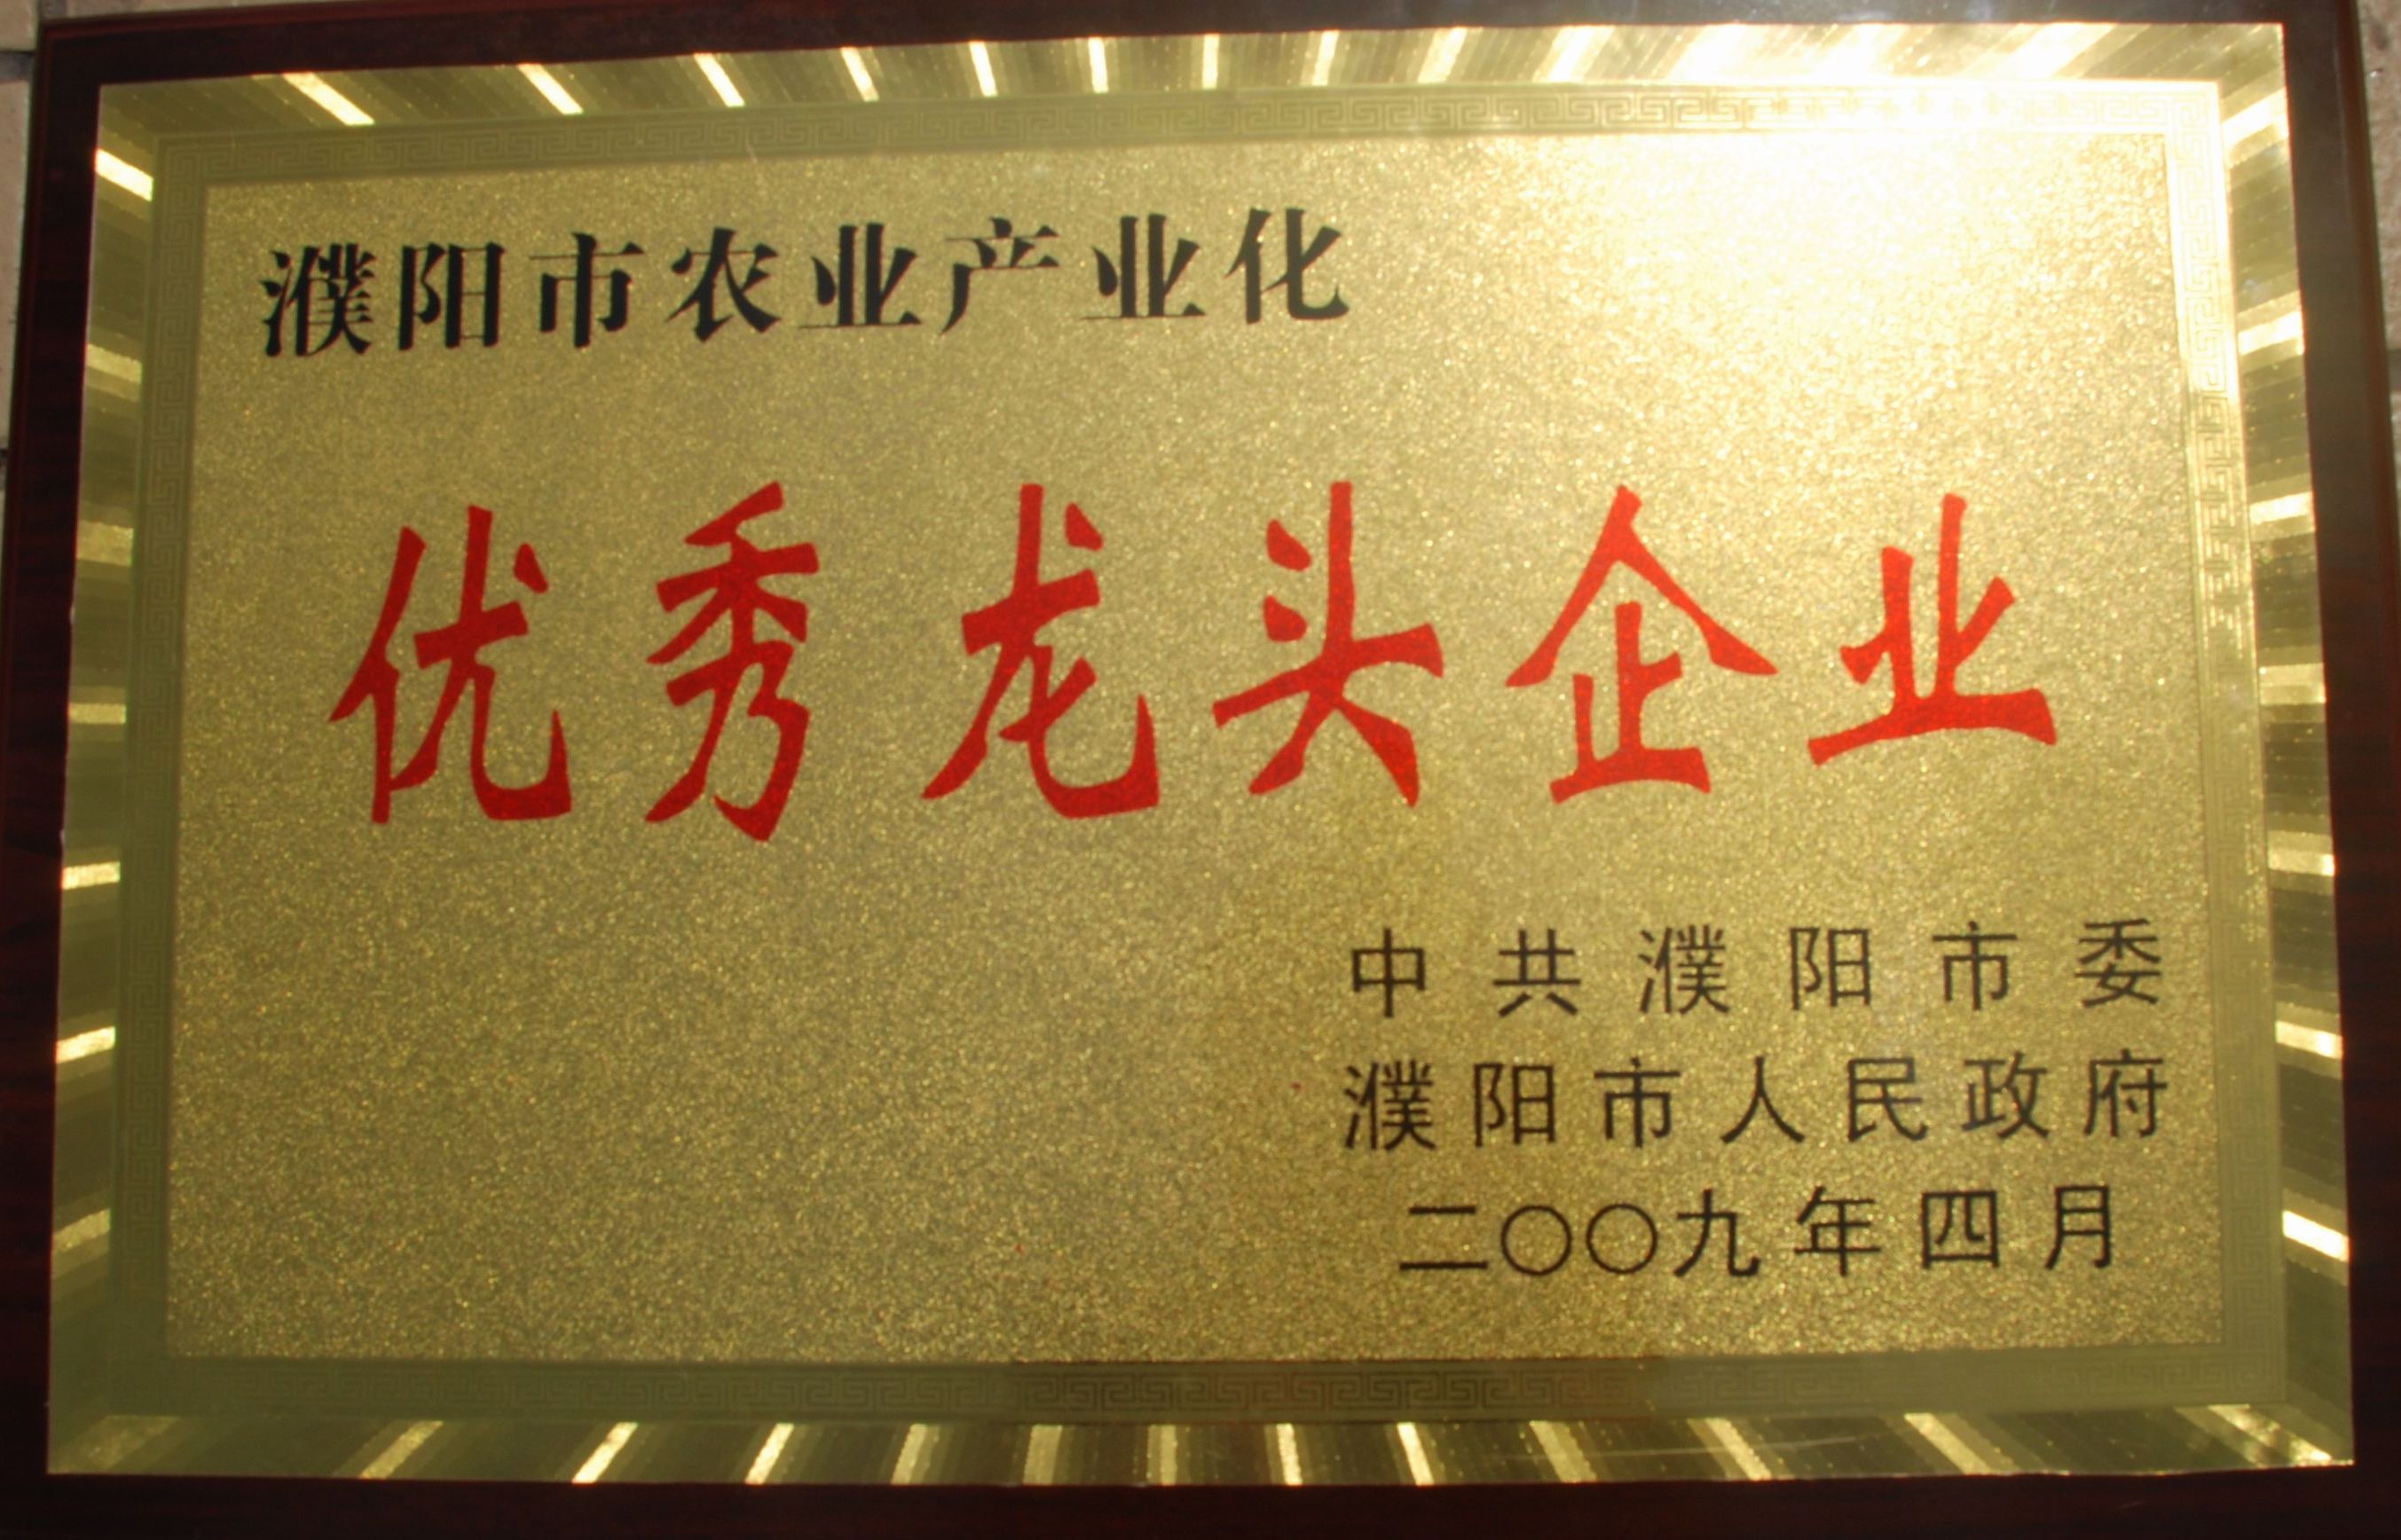 濮阳市农业产业化
优秀龙头企业
中共濮阳市委
濮阳市人民政府
二〇〇九年四月